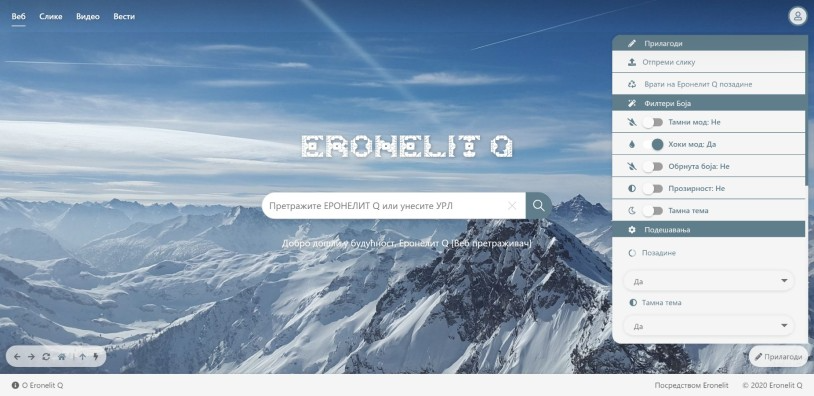 Веб Слике Видео Вести
Прилагоди
Отпреми слику
Врати на Еронелит Q позадине
Филтери Боја
Тамни мод: Не
Хоки мод: Да
Обрнута боја: Не
Прозирност: Не
Тамна тема
Подешавања
Позадине
Да
Тамна тема
Да
ERONELIT Q
Претражите ЕРОНЕЛИТ Q или унесите УРЛ
Добро дошли у будућност, Еронелит Q (Веб претраживач)
Прилагоди
О Eronelit Q
Посредством Eronelit
© 2020 Eronelit Q